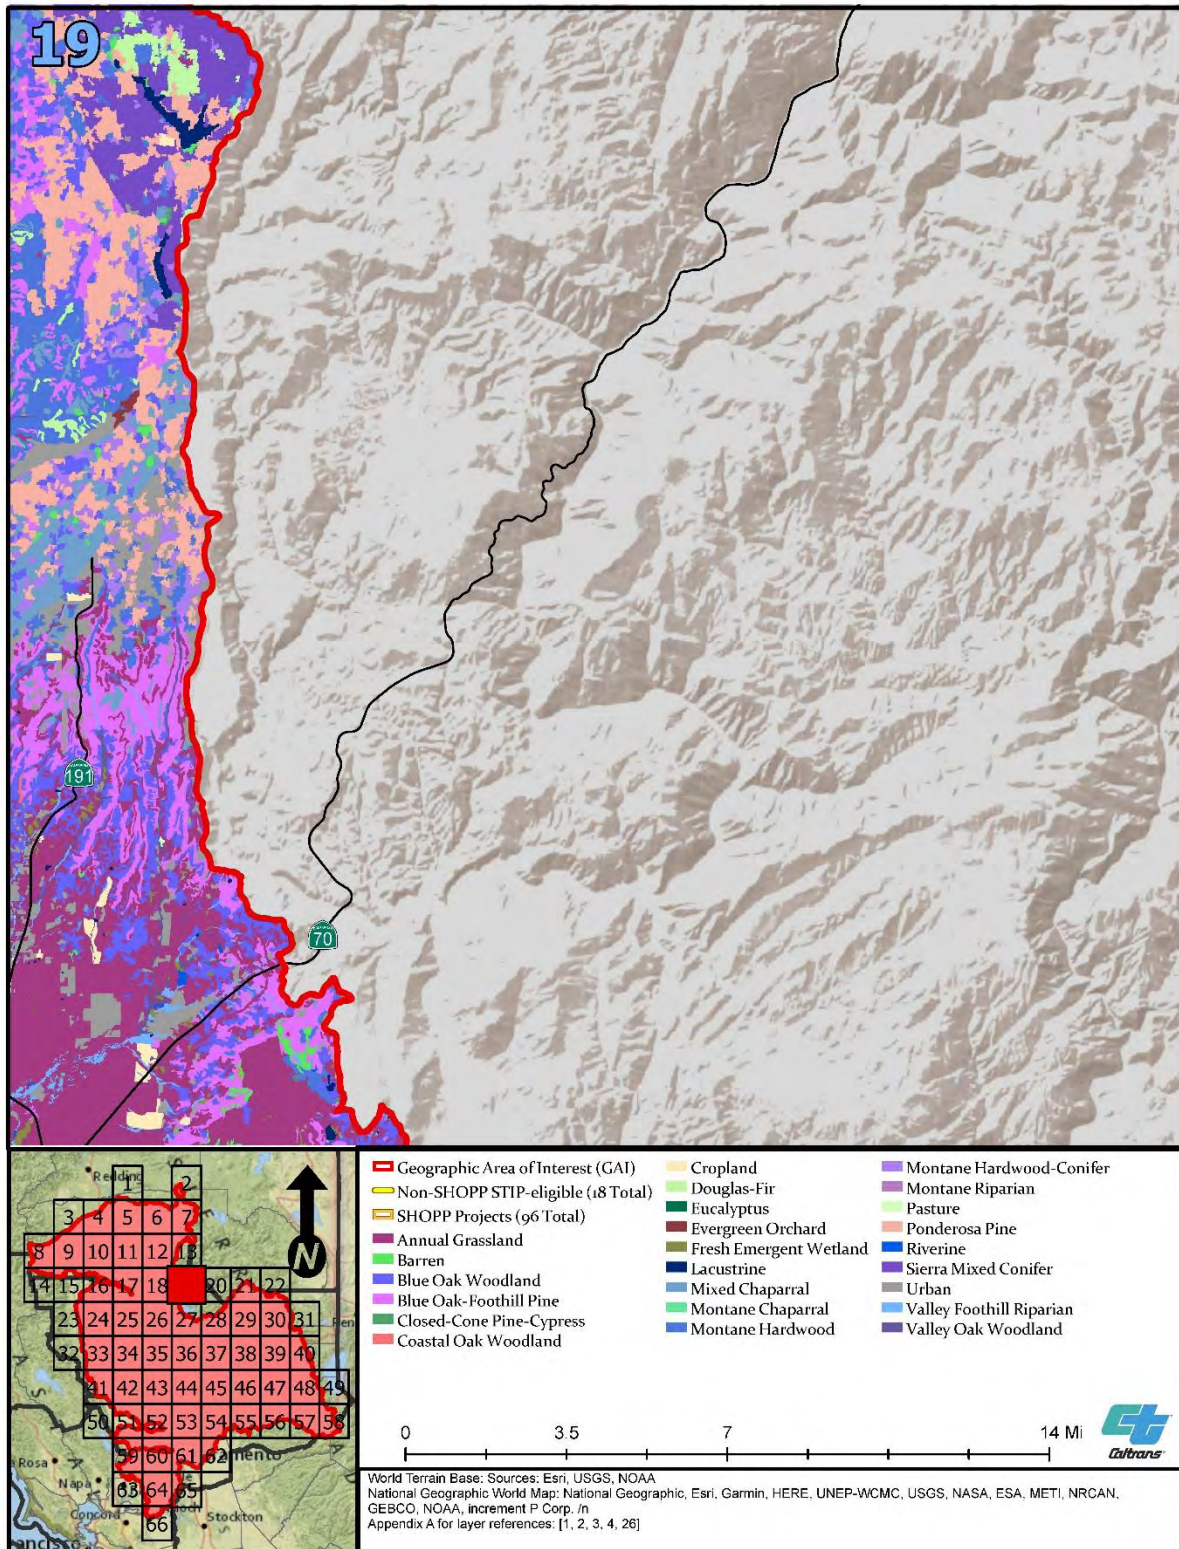 19
191
70
Redding
1 2
3 4 5 6 7
8 9 10 11 12 13
14 15 16 17 18 20 21 22
23 24 25 26 27 28 29 30 31
32 33 34 35 36 37 38 39 40
41 42 43 44 45 46 47 48 49
50 51 52 53 54 55 56 57 58
59 60 61 62
Napa 63 64 65
Concord Stockton
66
N
Geographic Area of Interest (GAI)
Non-SHOPP STIP-eligible (18 Total)
SHOPP Projects (96 Total)
Annual Grassland
Barren
Blue Oak Woodland
Blue Oak-Foothill Pine
Closed-Cone Pine-Cypress
Coastal Oak Woodland
Cropland
Douglas-Fir
Eucalyptus
Evergreen Orchard
Fresh Emergent Wetland
Lacustrine
Mixed Chaparral
Montane Chaparral
Montane Hardwood
Montane Hardwood-Conifer
Montane Riparian
Pasture
Ponderosa Pine
Riverine
Sierra Mixed Conifer
Urban
Valley Foothill Riparian
Valley Oak Woodland
0 3.5 7 14 Mi
Caltrans
World Terrain Base: Sources: Esri, USGS, NOAA
National Geographic World Map: National Geographic, Esri, Garmin, HERE, UNEP-WCMC, USGS, NASA, ESA, METI, NRCAN,
GEBCO, NOAA, increment P Corp. /n
Appendix A for layer references: [1, 2, 3, 4, 26]